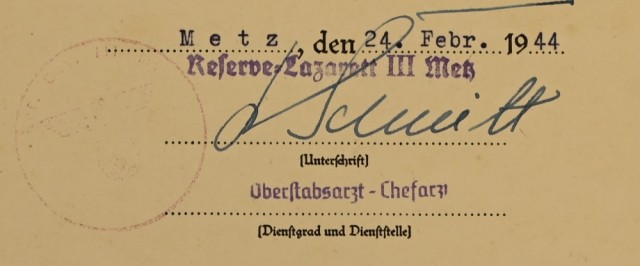 Metz, den 24. Febr. 1944
Reserve-Lazarett III Metz
Schmitt
(Unterschrift)
Oberstabsarzt - Chefarzt
(Dienstgrad und Dienststelle)